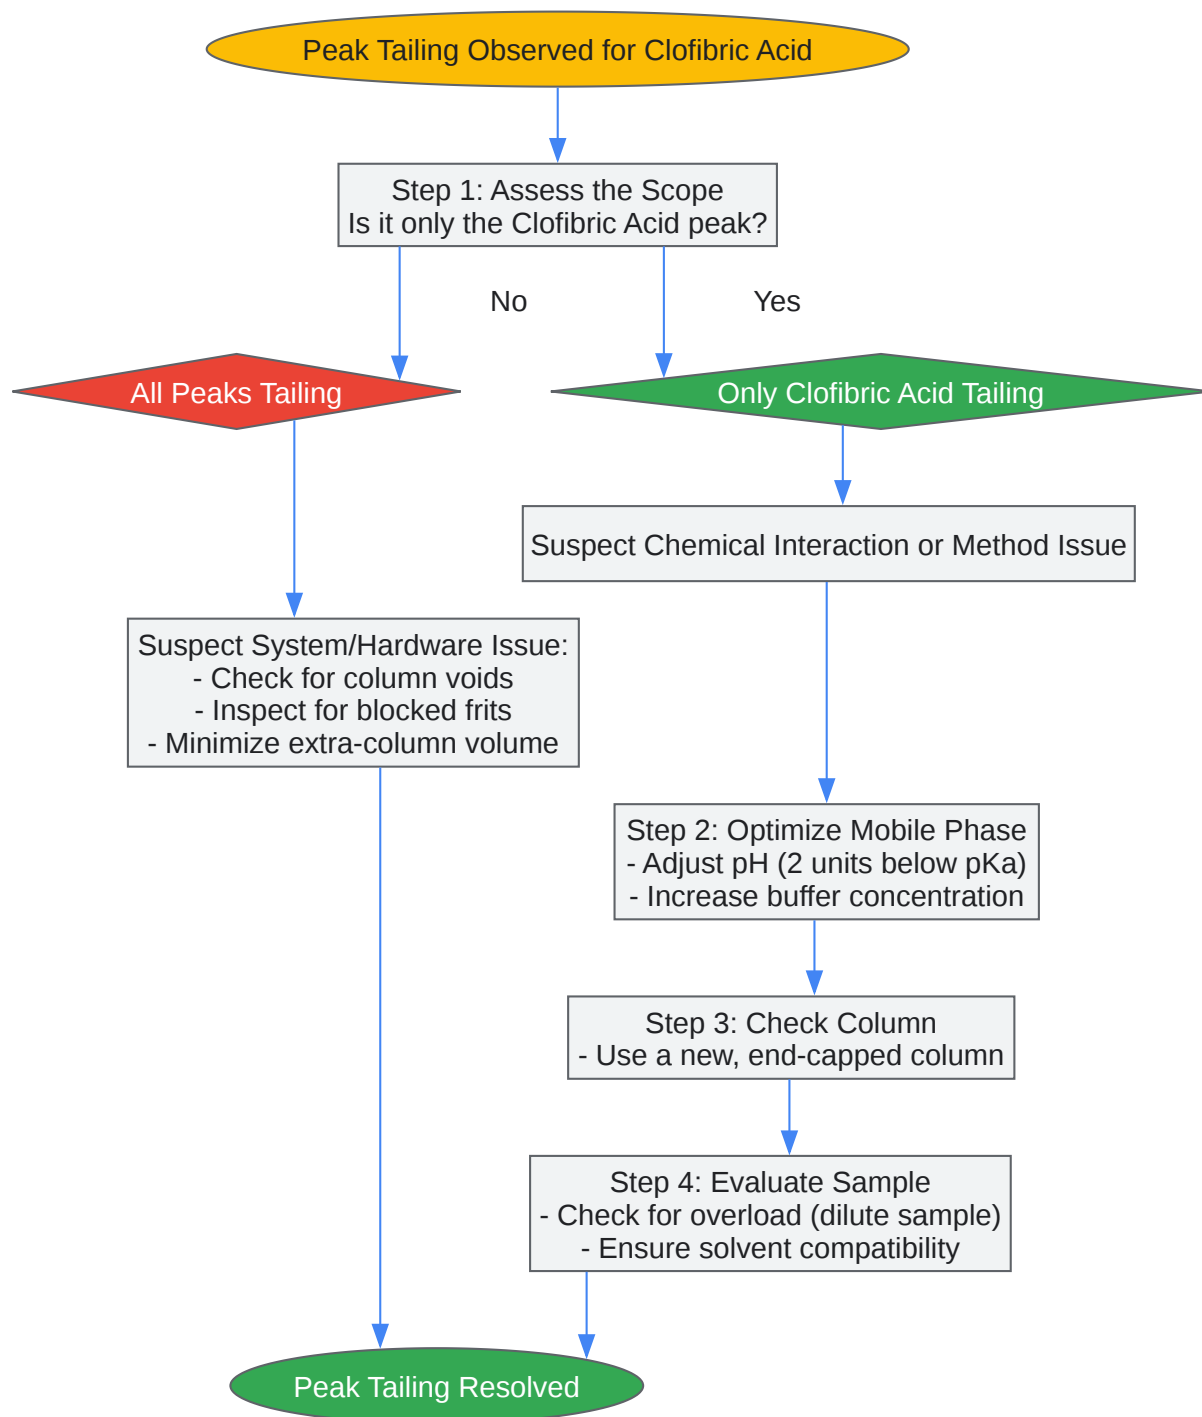 Peak Tailing Observed for Clofibric Acid
Step 1: Assess the Scope
Is it only the Clofibric Acid peak?
No
Yes
All Peaks Tailing
Only Clofibric Acid Tailing
Suspect Chemical Interaction or Method Issue
Suspect System/Hardware Issue:
- Check for column voids
- Inspect for blocked frits
- Minimize extra-column volume
Step 2: Optimize Mobile Phase
- Adjust pH (2 units below pKa)
- Increase buffer concentration
Step 3: Check Column
- Use a new, end-capped column
Step 4: Evaluate Sample
- Check for overload (dilute sample)
- Ensure solvent compatibility
Peak Tailing Resolved